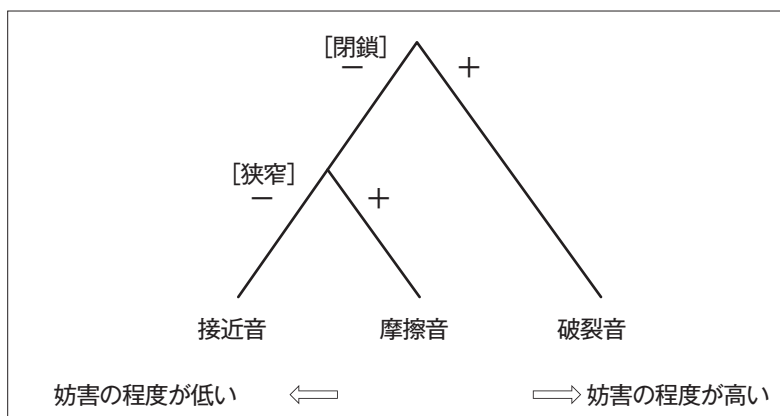 [閉鎖]
－ ＋
[狭窄]
－ ＋
接近音 摩擦音 破裂音
妨害の程度が低い ⇦ ⇨ 妨害の程度が高い